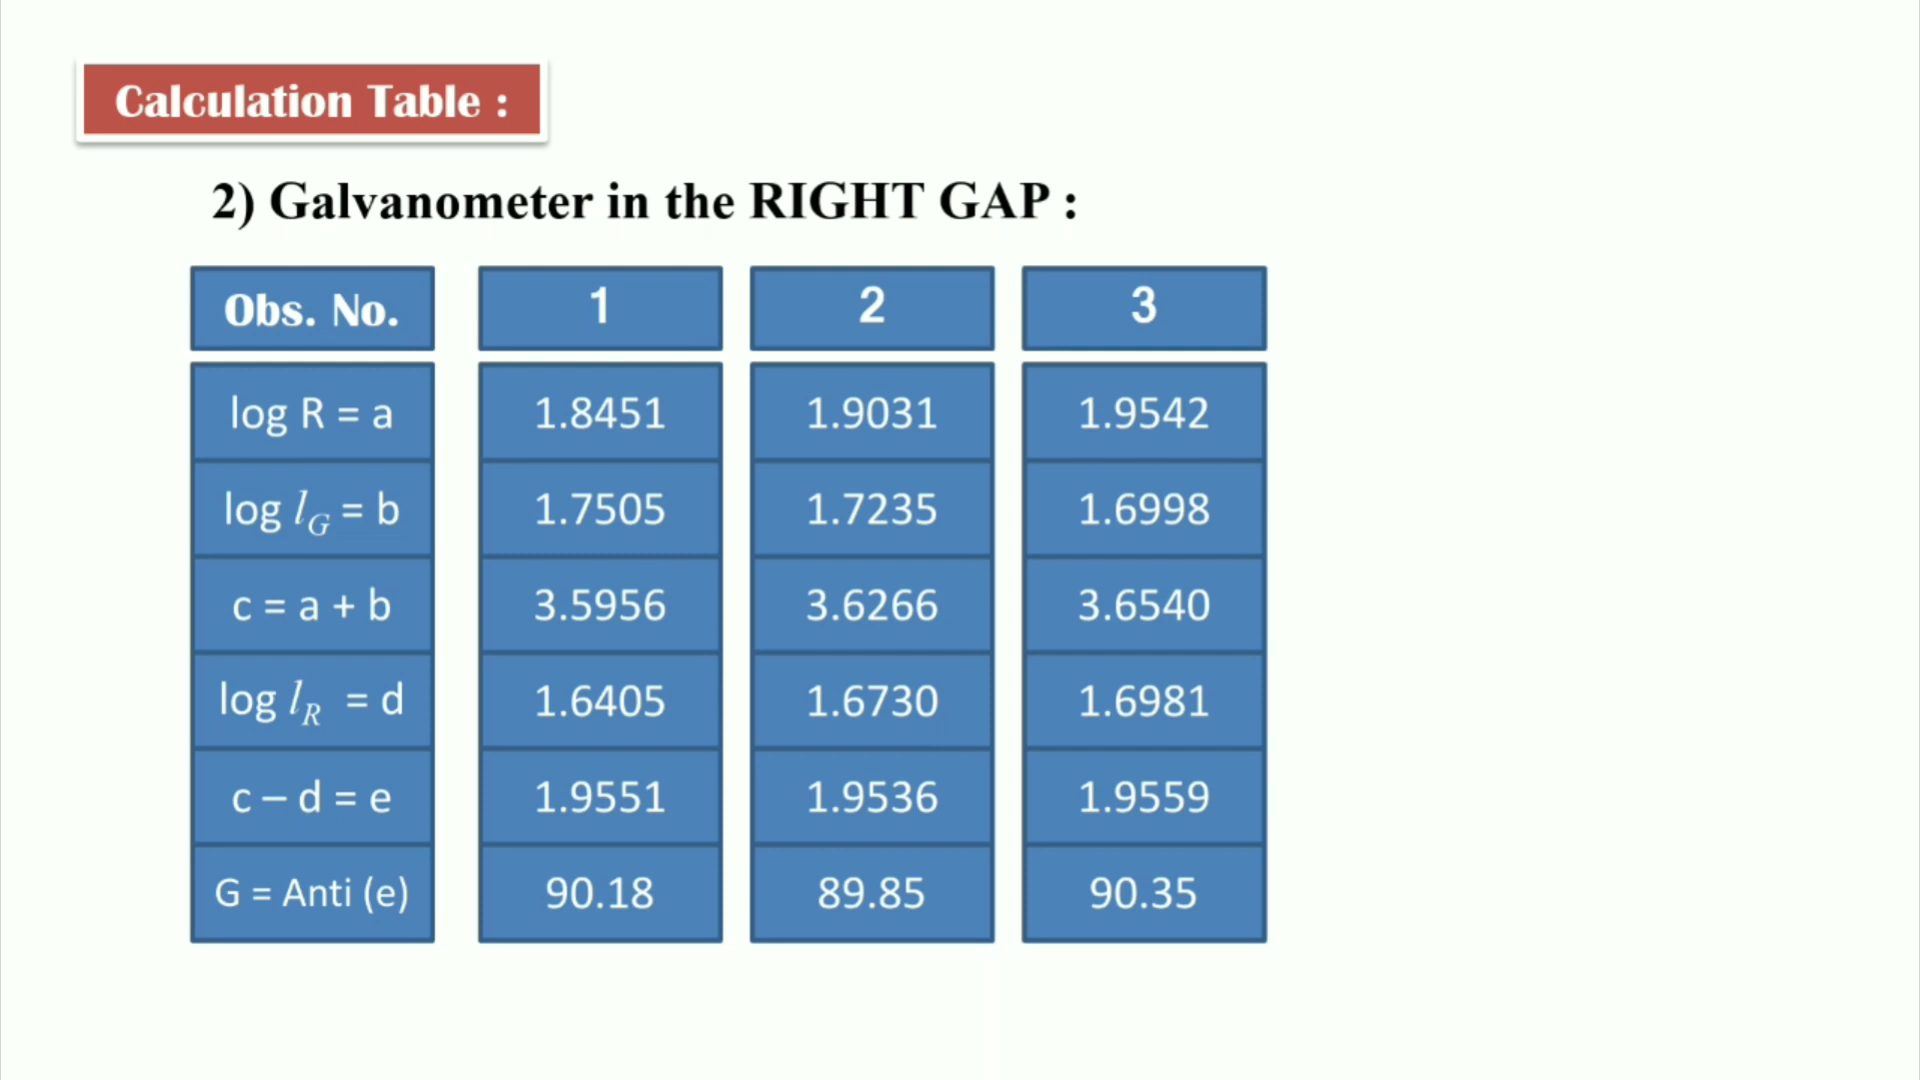 Calculation Table :
2) Galvanometer in the RIGHT GAP :
Obs. No. 1 2 3
log R = a 1.8451 1.9031 1.9542
log l_G = b 1.7505 1.7235 1.6998
c = a + b 3.5956 3.6266 3.6540
log l_R = d 1.6405 1.6730 1.6981
c – d = e 1.9551 1.9536 1.9559
G = Anti (e) 90.18 89.85 90.35